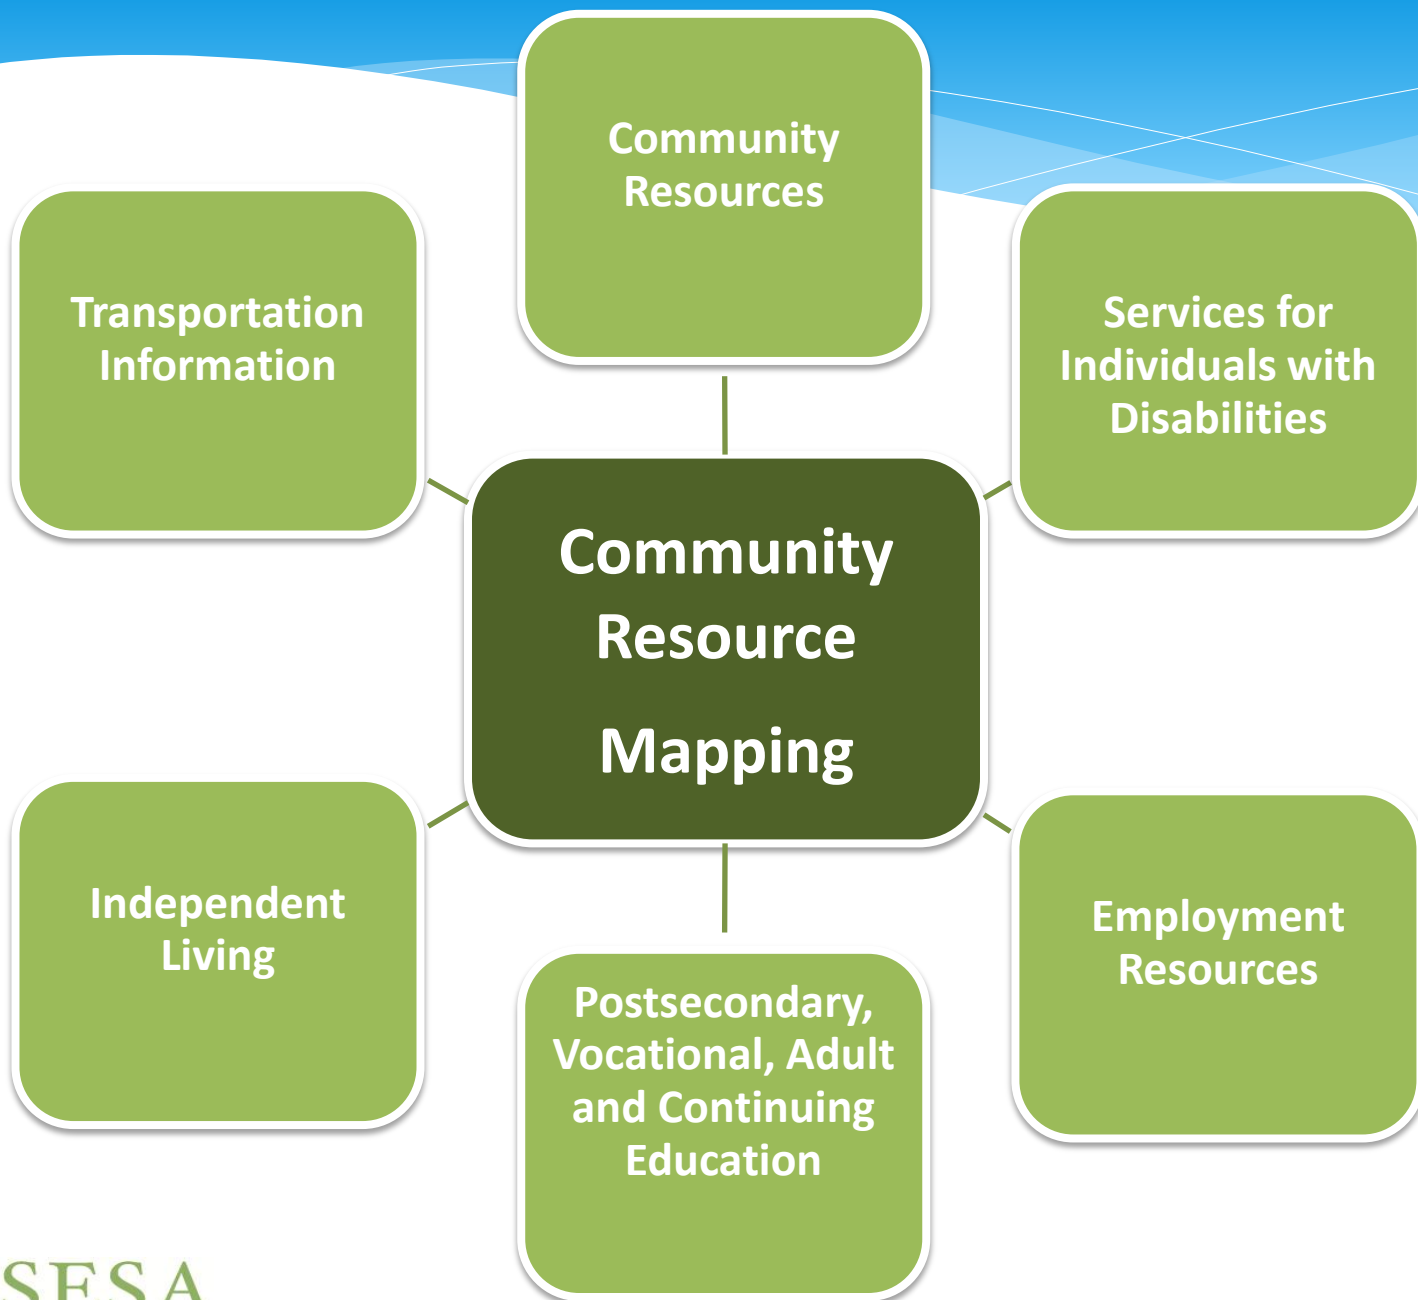 Community
Resources
Transportation
Information
Services for
Individuals with
Disabilities
Community
Resource
Mapping
Independent
Living
Employment
Resources
Postsecondary,
Vocational, Adult
and Continuing
Education
SESA